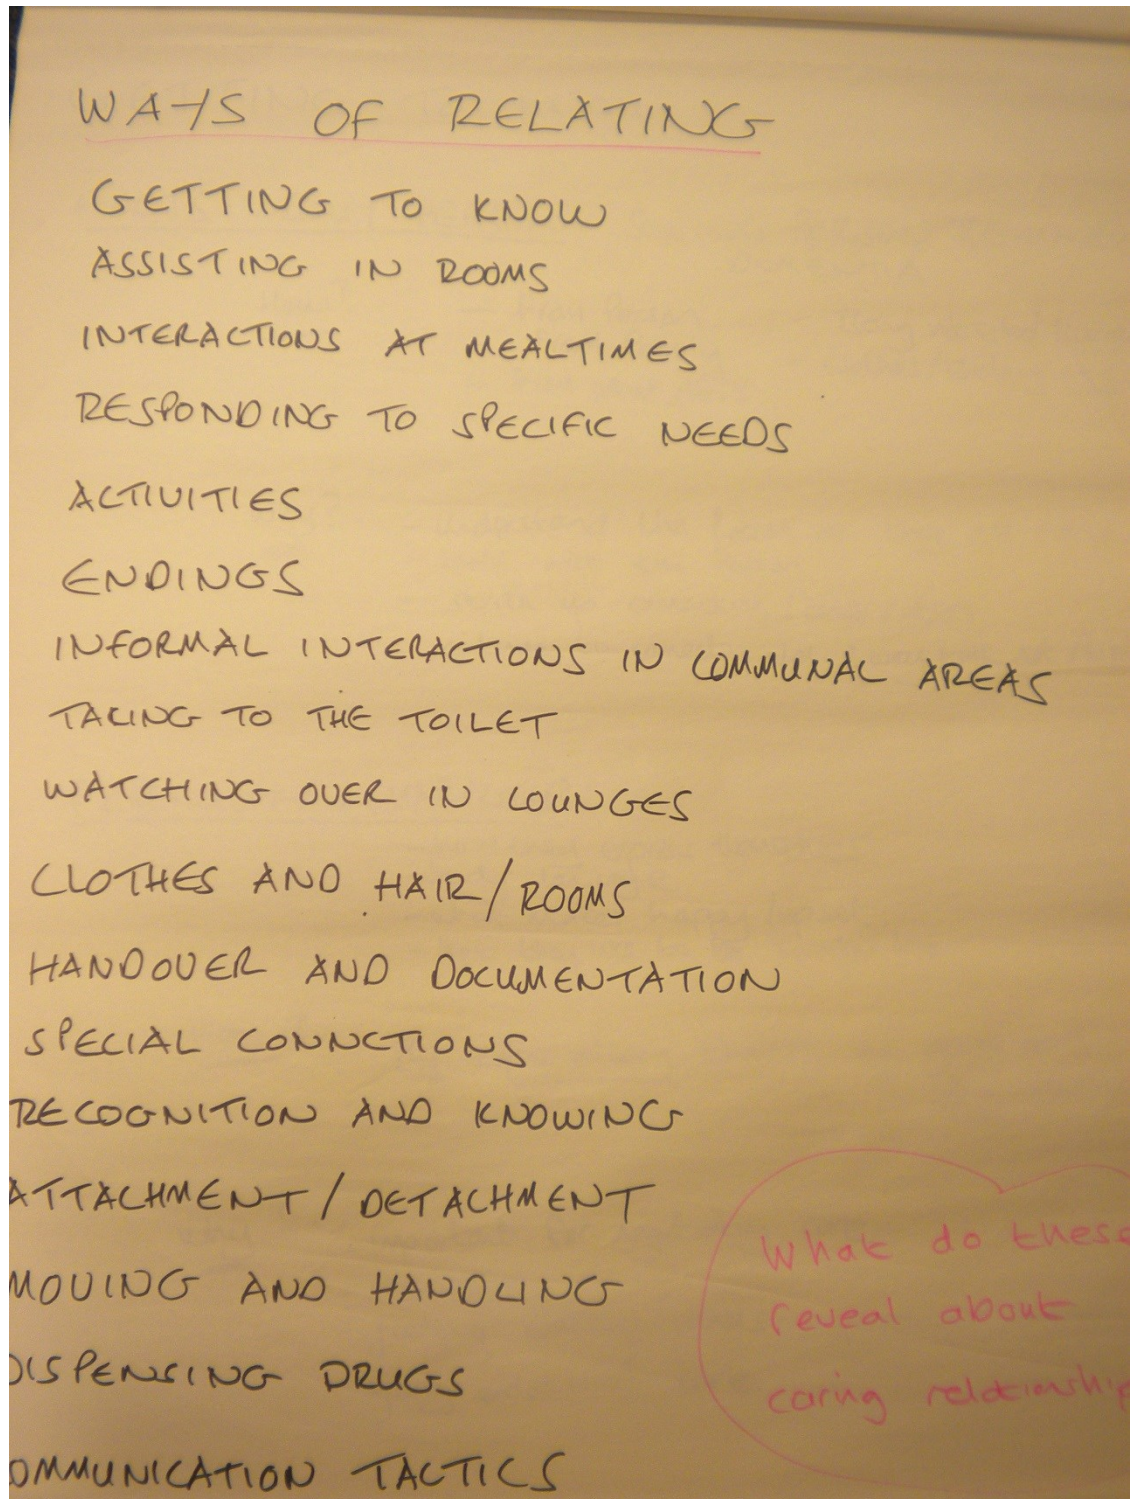 WAYS OF RELATING
GETTING TO KNOW
ASSISTING IN ROOMS
INTERACTIONS AT MEALTIMES
RESPONDING TO SPECIFIC NEEDS
ACTIVITIES
ENDINGS
INFORMAL INTERACTIONS IN COMMUNAL AREAS
TAKING TO THE TOILET
WATCHING OVER IN LOUNGES
CLOTHES AND HAIR/ROOMS
HANDOVER AND DOCUMENTATION
SPECIAL CONNCTIONS
RECOGNITION AND KNOWING
ATTACHMENT/DETACHMENT
MOVING AND HANDLING
DISPENSING DRUGS
OMMUNICATION TACTICS
What do these
reveal about
caring relationship